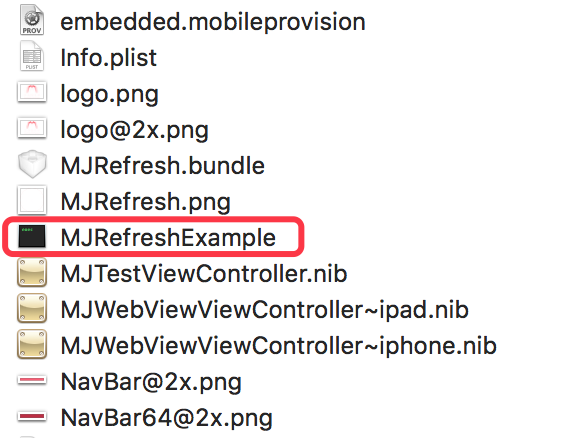 PROV
embedded.mobileprovision
PLIST
Info.plist
logo.png
logo@2x.png
MJRefresh.bundle
MJRefresh.png
MJRefreshExample
MJTestViewController.nib
MJWebViewViewController~ipad.nib
MJWebViewViewController~iphone.nib
NavBar@2x.png
NavBar64@2x.png